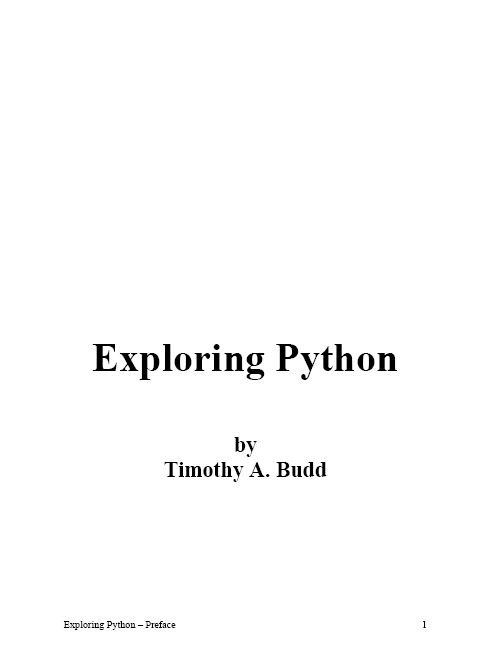 Exploring Python
by
Timothy A. Budd
Exploring Python – Preface 1